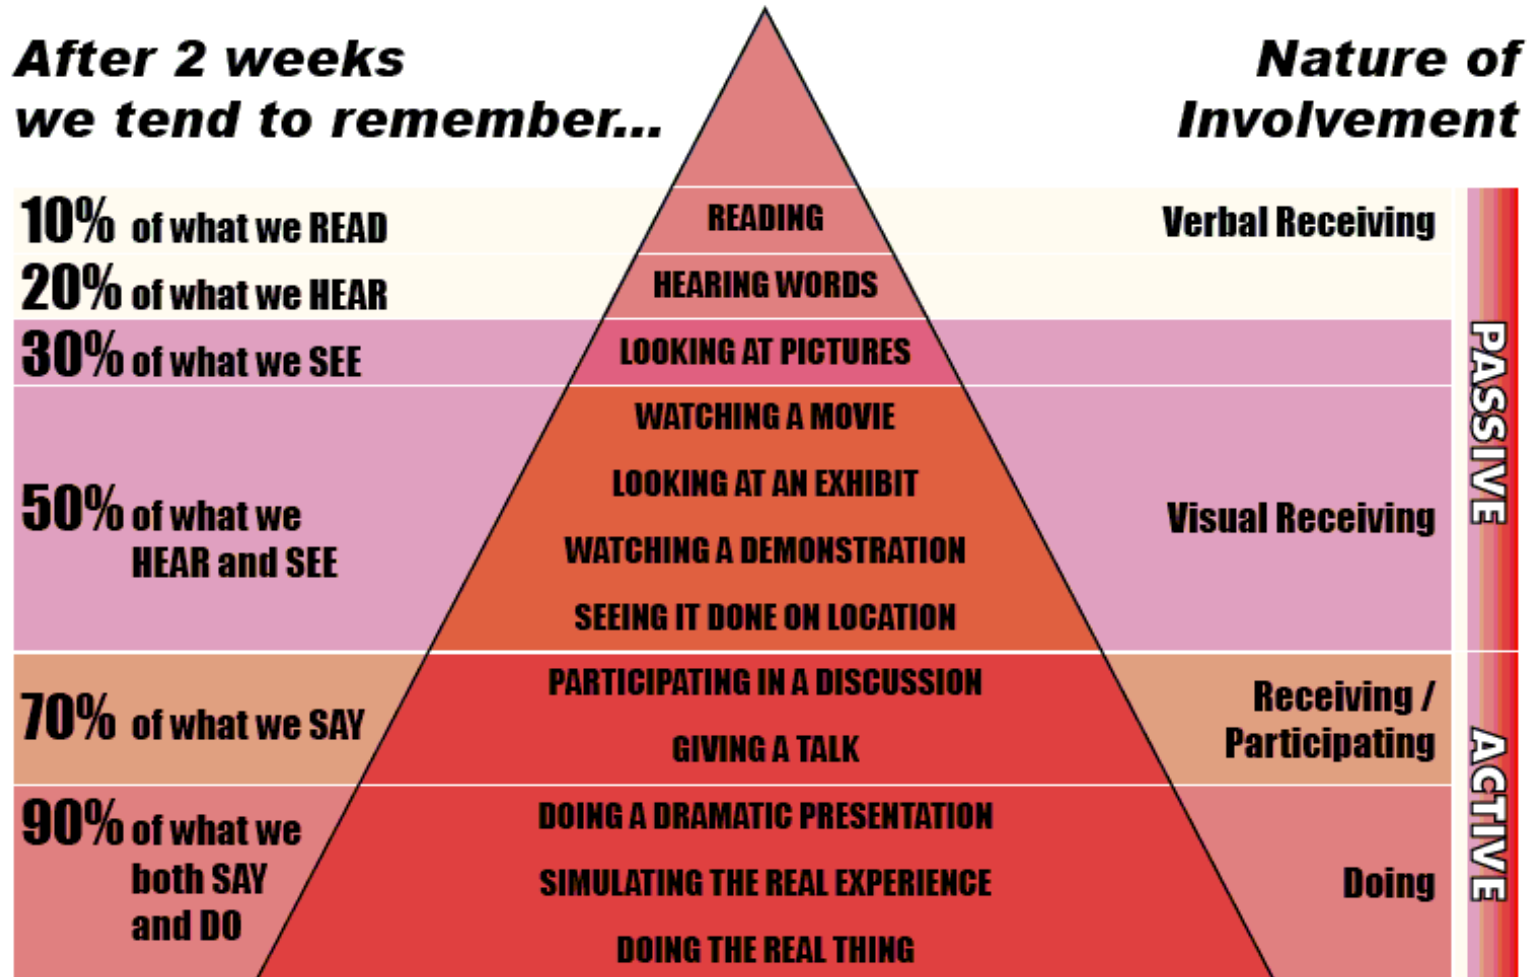 After 2 weeks
we tend to remember...
Nature of
Involvement
10% of what we READ
READING
Verbal Receiving
20% of what we HEAR
HEARING WORDS
30% of what we SEE
LOOKING AT PICTURES
50% of what we
HEAR and SEE
WATCHING A MOVIE
LOOKING AT AN EXHIBIT
WATCHING A DEMONSTRATION
SEEING IT DONE ON LOCATION
Visual Receiving
PASSIVE
70% of what we SAY
PARTICIPATING IN A DISCUSSION
GIVING A TALK
Receiving /
Participating
90% of what we
both SAY
and DO
DOING A DRAMATIC PRESENTATION
SIMULATING THE REAL EXPERIENCE
DOING THE REAL THING
Doing
ACTIVE